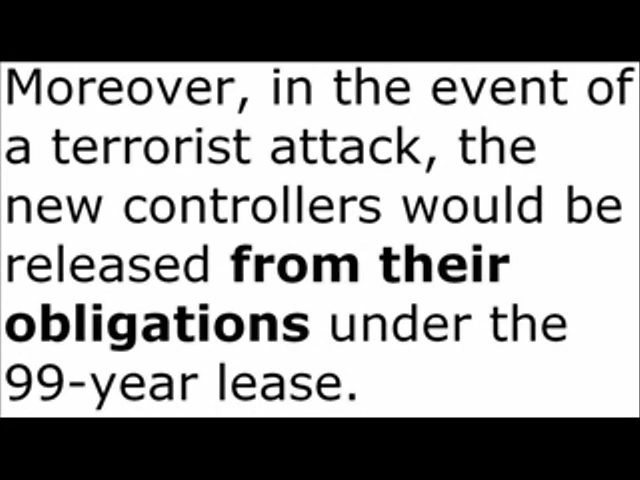 Moreover, in the event of
a terrorist attack, the
new controllers would be
released from their
obligations under the
99-year lease.